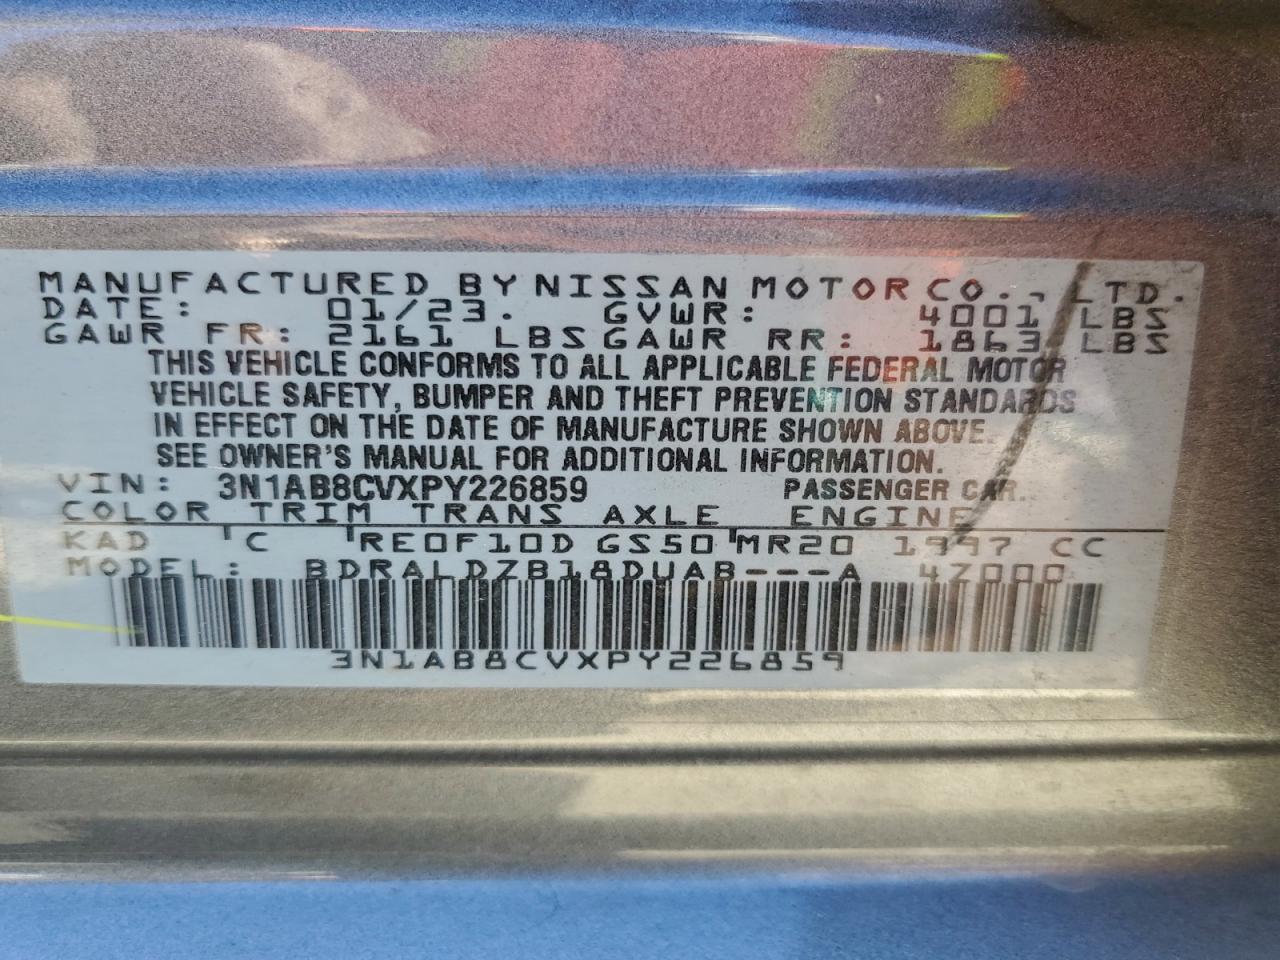 MANUFACTURED BY NISSAN MOTOR CO., LTD.
DATE: 01/23. GVWR: 4001 LBS
GAWR FR: 2161 LBS GAWR RR: 1863 LBS
THIS VEHICLE CONFORMS TO ALL APPLICABLE FEDERAL MOTOR
VEHICLE SAFETY, BUMPER AND THEFT PREVENTION STANDARDS
IN EFFECT ON THE DATE OF MANUFACTURE SHOWN ABOVE.
SEE OWNER'S MANUAL FOR ADDITIONAL INFORMATION.
VIN: 3N1AB8CVXPY226859 PASSENGER CAR.
COLOR TRIM TRANS AXLE ENGINE
KAD C RE0F10D GS50 MR20 1997 CC
MODEL: BDRALDZB18DUAB---A 4Z000
3N1AB8CVXPY226859